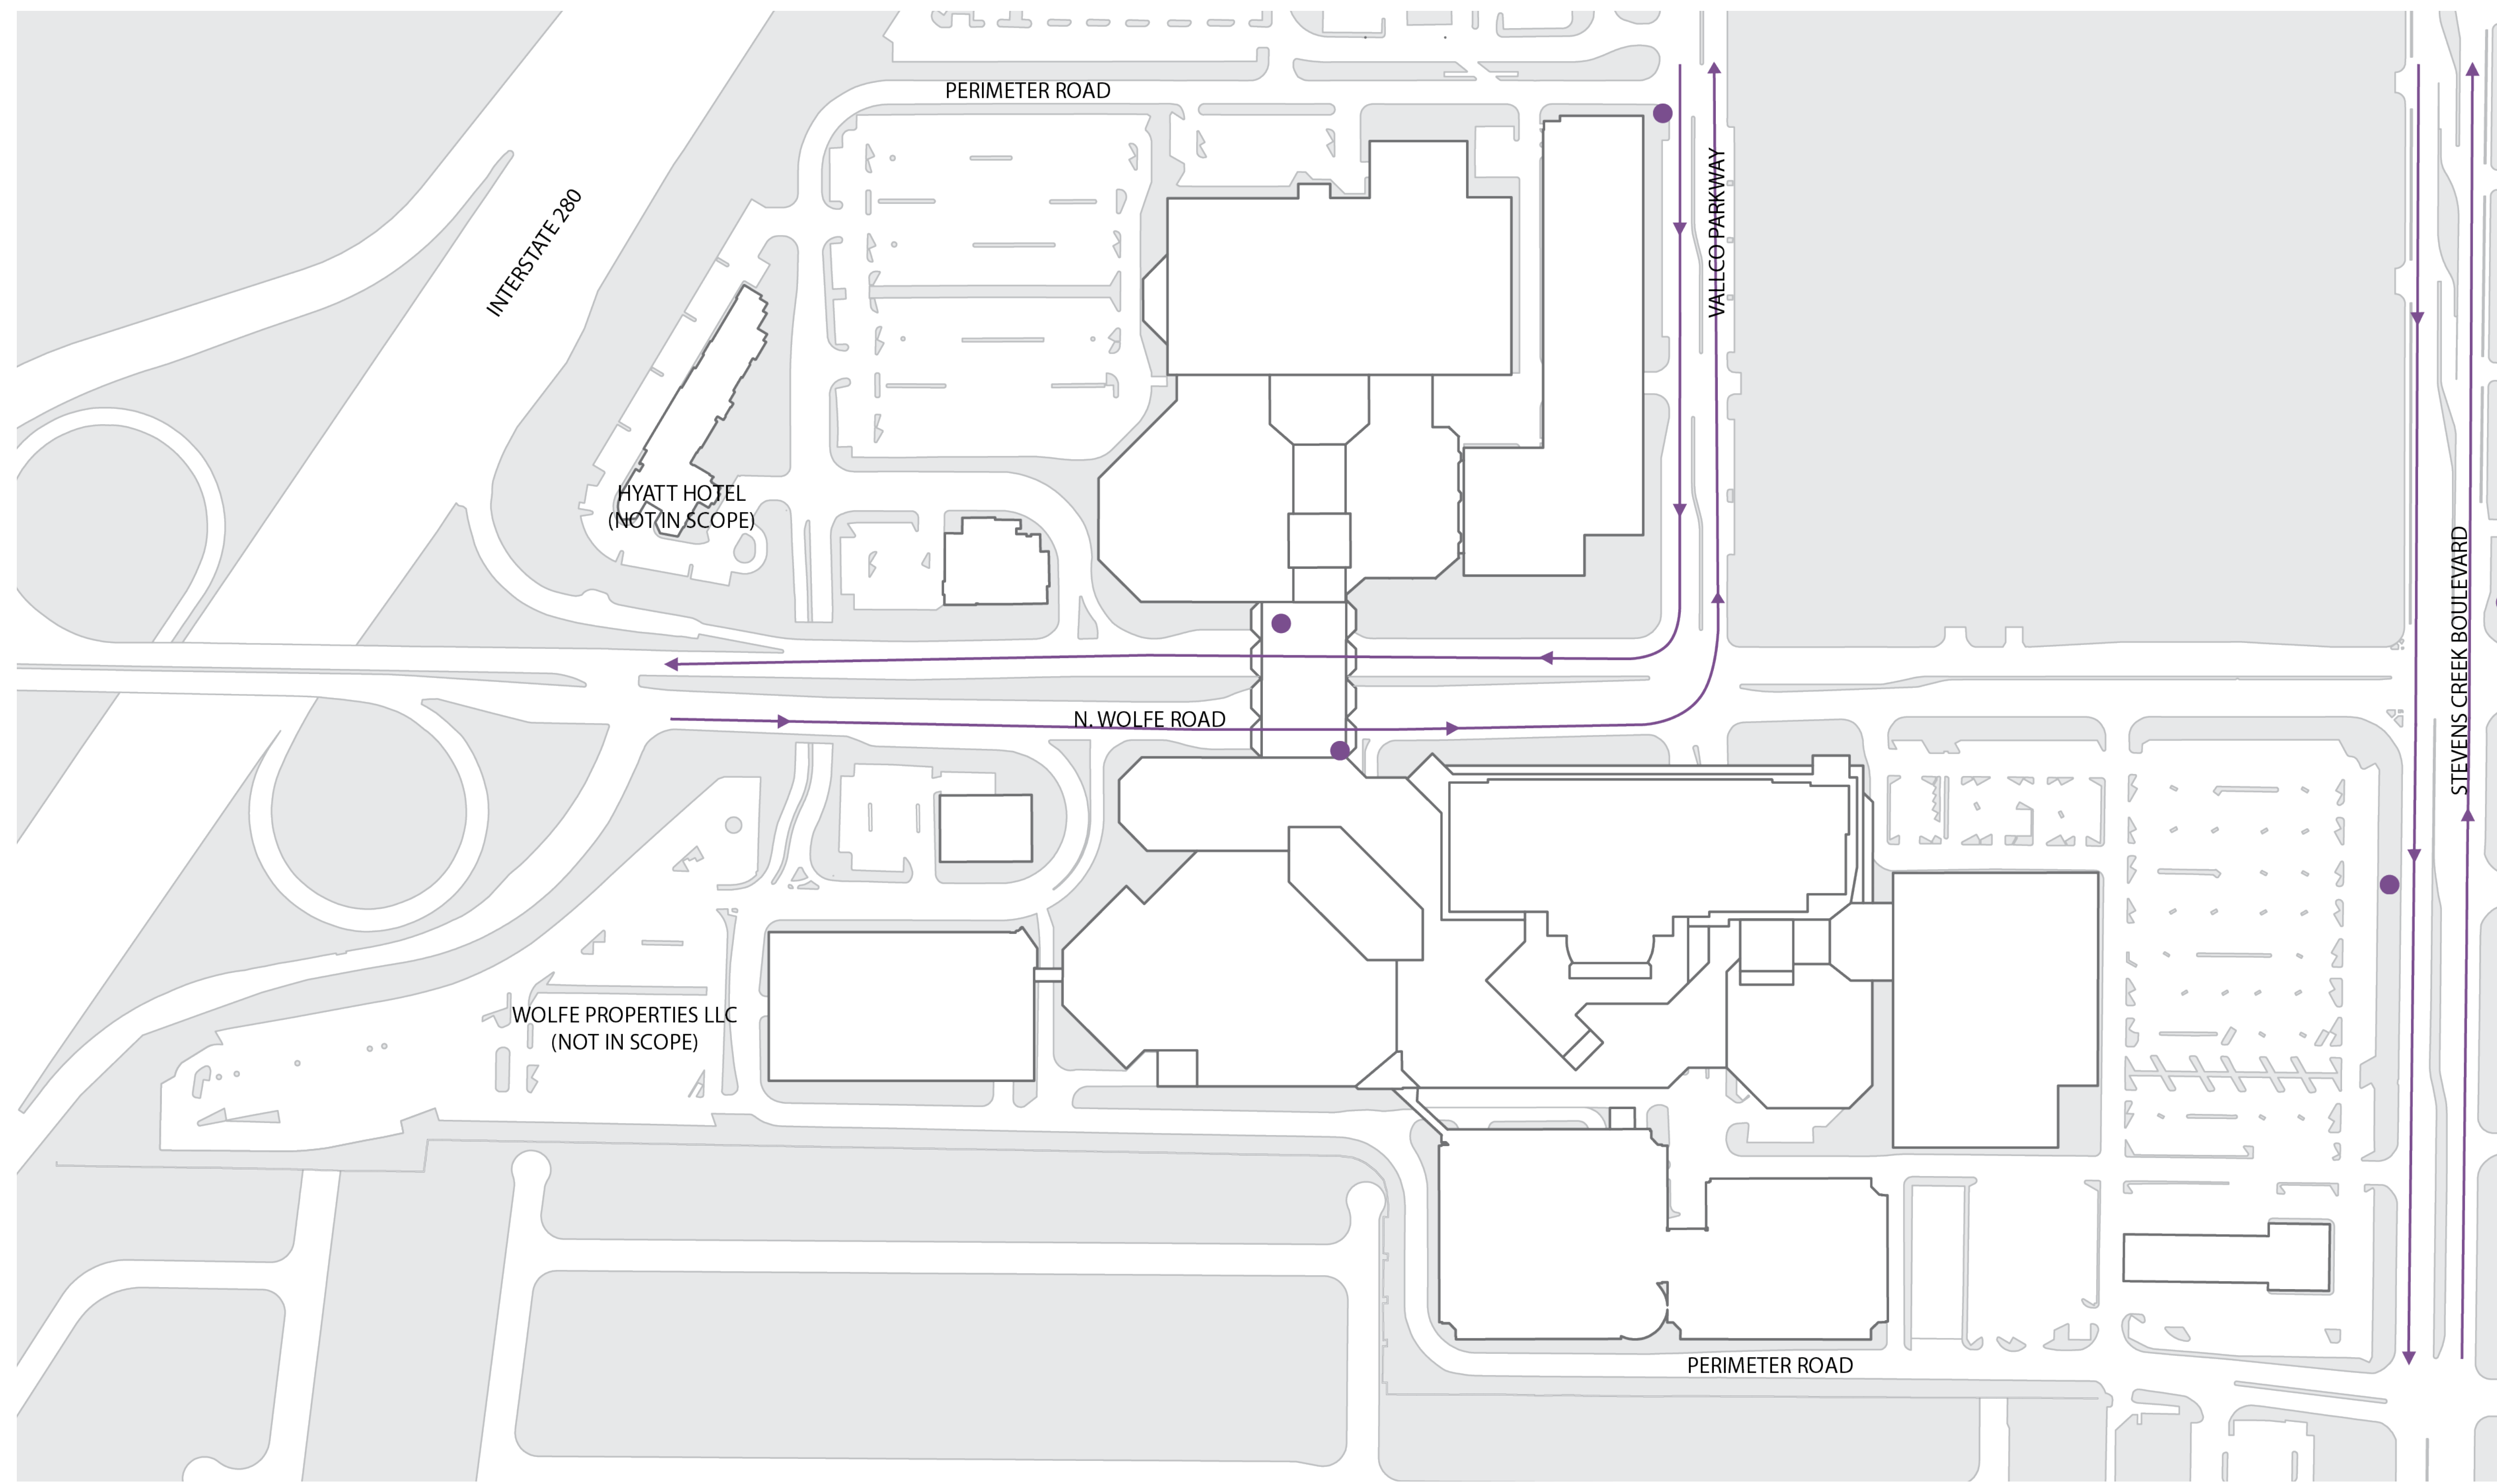 PERIMETER ROAD
VALLCO PARKWAY
INTERSTATE 280
HYATT HOTEL
(NOT IN SCOPE)
STEVENS CREEK BOULEVARD
N. WOLFE ROAD
WOLFE PROPERTIES LLC
(NOT IN SCOPE)
PERIMETER ROAD